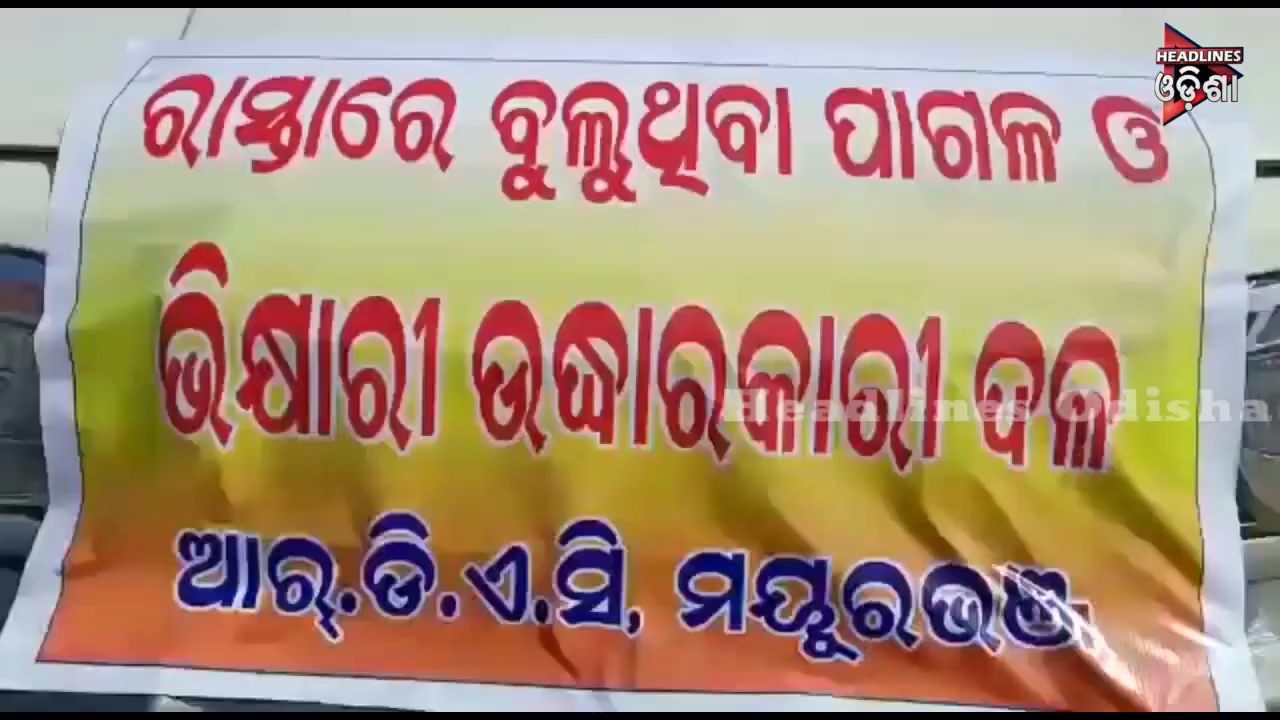 HEADLINES
ଓଡ଼ିଶା
ରାସ୍ତାରେ ବୁଲୁଥିବା ପାଗଳ ଓ
ଭିକ୍ଷାରୀ ଉଦ୍ଧାରକାରୀ ଦଳ
Headlines Odisha
ଆର୍.ଡି.ଏ.ସି, ମୟୂରଭଞ୍ଜ.